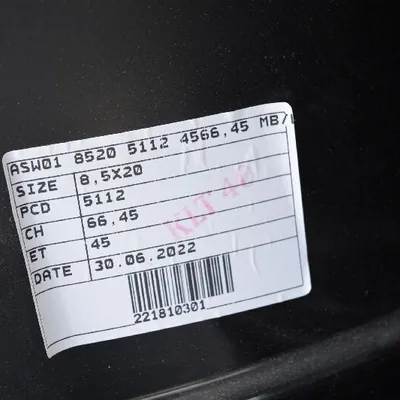 ASW01 8520 5112 4566,45 MB/
SIZE 8,5X20
PCD 5112
CH 66,45
ET 45
DATE 30.06.2022
221810301